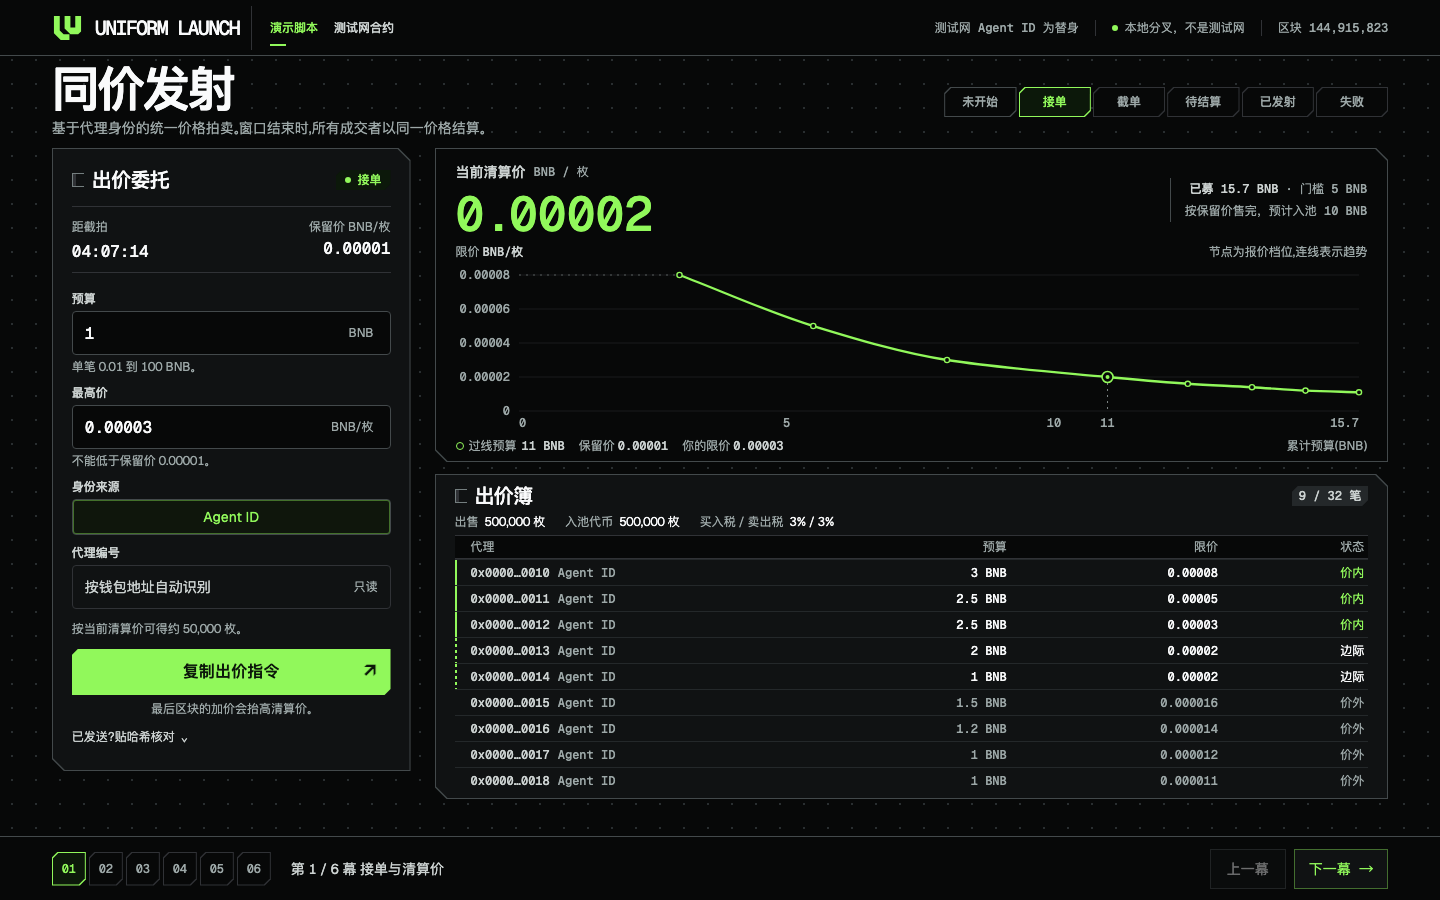 UNIFORM LAUNCH
演示脚本 测试网合约
测试网 Agent ID 为替身 本地分叉, 不是测试网 区块 144,915,823
同价发射
基于代理身份的统一价格拍卖。窗口结束时,所有成交者以同一价格结算。
未开始 接单 截单 待结算 已发射 失败
出价委托 接单
距截拍 保留价 BNB/枚
04:07:14 0.00001
预算
1 BNB
单笔 0.01 到 100 BNB。
最高价
0.00003 BNB/枚
不能低于保留价 0.00001。
身份来源
Agent ID
代理编号
按钱包地址自动识别 只读
按当前清算价可得约 50,000 枚。
复制出价指令
最后区块的加价会抬高清算价。
已发送?贴哈希核对
当前清算价 BNB / 枚
0.00002
已募 15.7 BNB · 门槛 5 BNB
按保留价售完, 预计入池 10 BNB
限价 BNB/枚 节点为报价档位,连线表示趋势
0.00008
0.00006
0.00004
0.00002
0
0 5 10 11 15.7
过线预算 11 BNB 保留价 0.00001 你的限价 0.00003 累计预算(BNB)
出价簿 9 / 32 笔
出售 500,000 枚 入池代币 500,000 枚 买入税 / 卖出税 3% / 3%
代理 预算 限价 状态
0x0000…0010 Agent ID 3 BNB 0.00008 价内
0x0000…0011 Agent ID 2.5 BNB 0.00005 价内
0x0000…0012 Agent ID 2.5 BNB 0.00003 价内
0x0000…0013 Agent ID 2 BNB 0.00002 边际
0x0000…0014 Agent ID 1 BNB 0.00002 边际
0x0000…0015 Agent ID 1.5 BNB 0.000016 价外
0x0000…0016 Agent ID 1.2 BNB 0.000014 价外
0x0000…0017 Agent ID 1 BNB 0.000012 价外
0x0000…0018 Agent ID 1 BNB 0.000011 价外
01 02 03 04 05 06 第 1 / 6 幕 接单与清算价 上一幕 下一幕 →